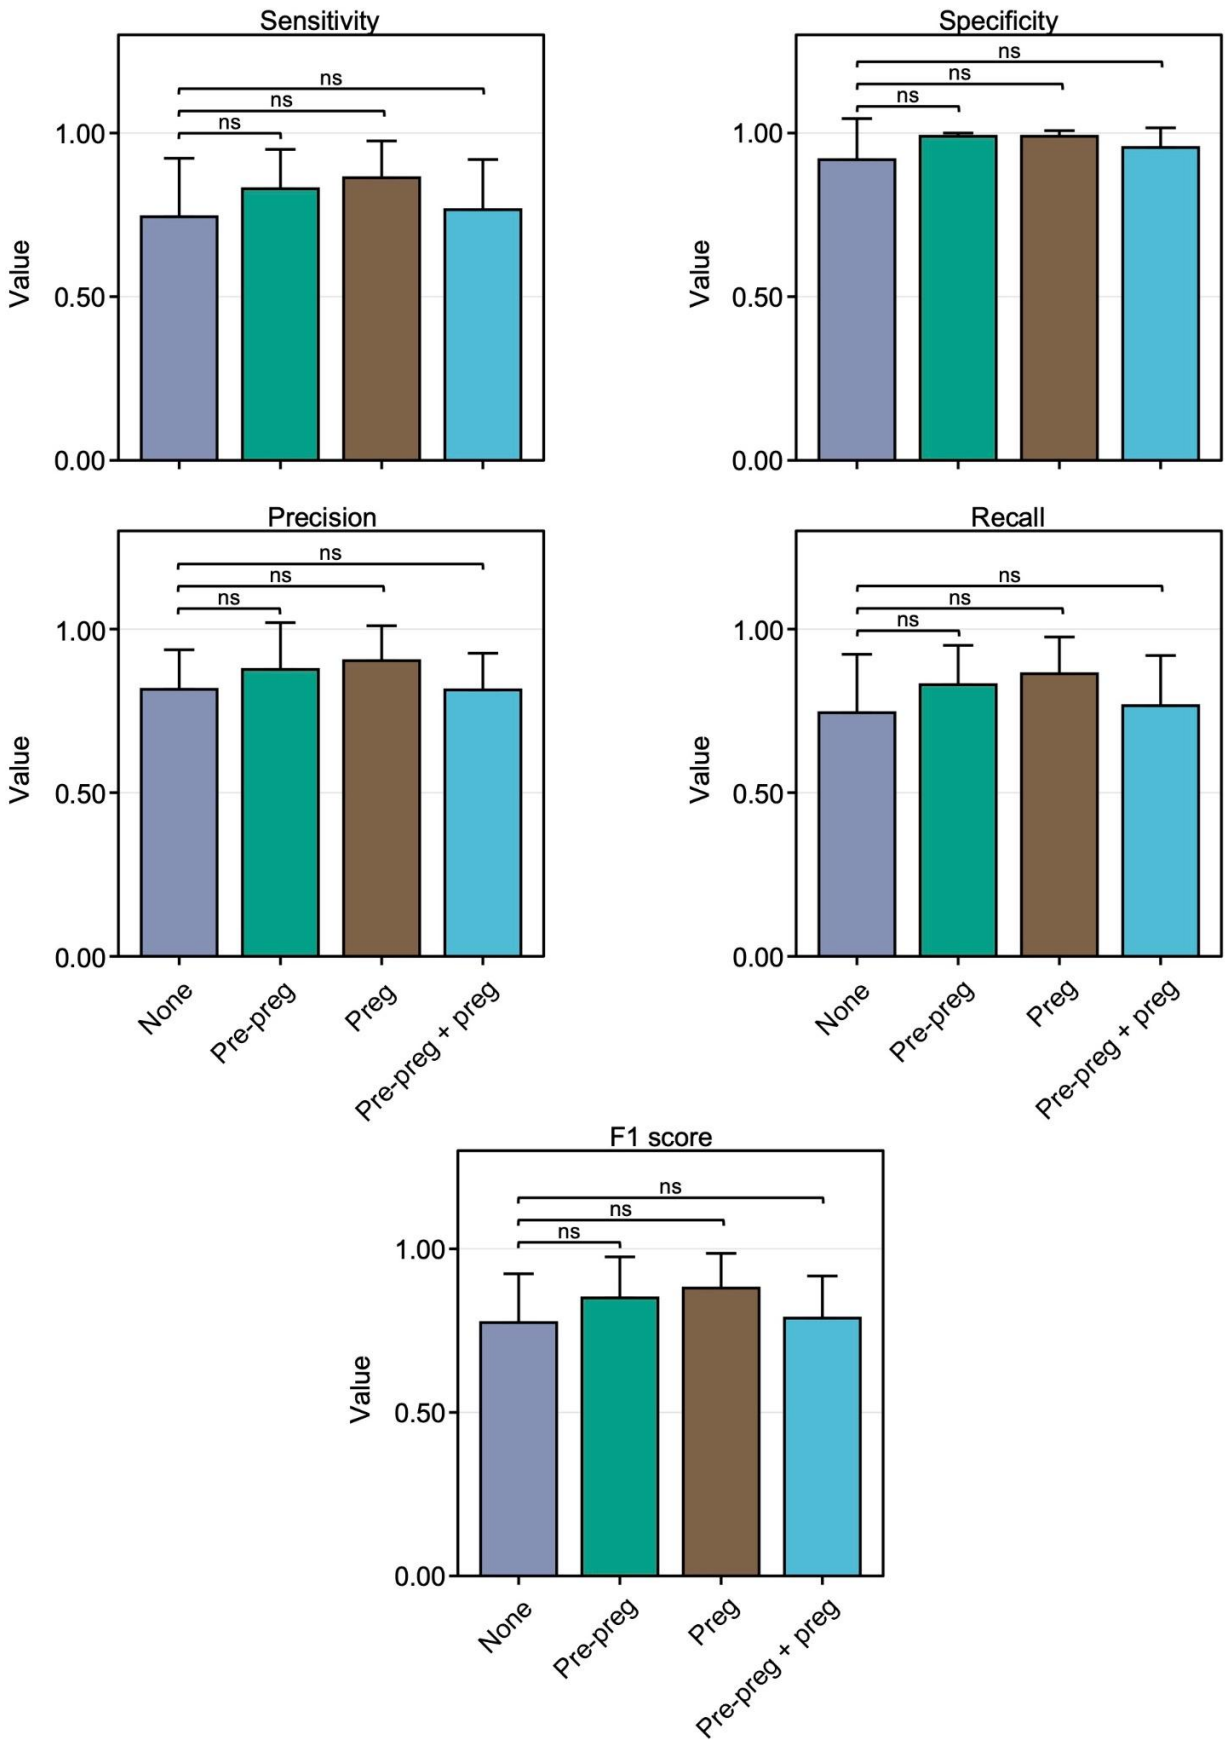 Sensitivity
ns
ns
ns
1.00
0.50
0.00
Value
Specificity
ns
ns
ns
1.00
0.50
0.00
Value
Precision
ns
ns
ns
1.00
0.50
0.00
Value
None
Pre-preg
Preg
Pre-preg + preg
Recall
ns
ns
ns
1.00
0.50
0.00
Value
None
Pre-preg
Preg
Pre-preg + preg
F1 score
ns
ns
ns
1.00
0.50
0.00
Value
None
Pre-preg
Preg
Pre-preg + preg